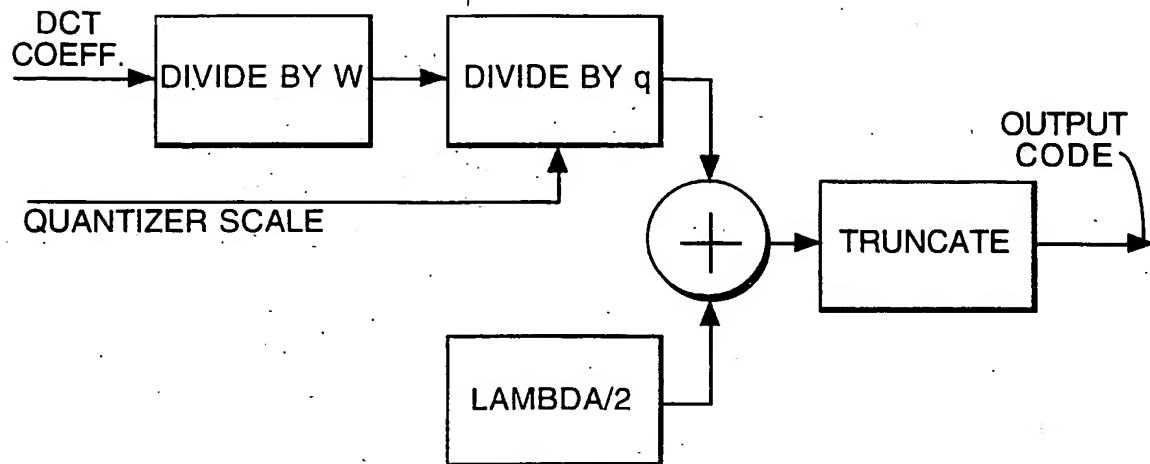 DCT
COEFF.
DIVIDE BY W
DIVIDE BY q
OUTPUT
CODE
QUANTIZER SCALE
TRUNCATE
LAMBDA/2